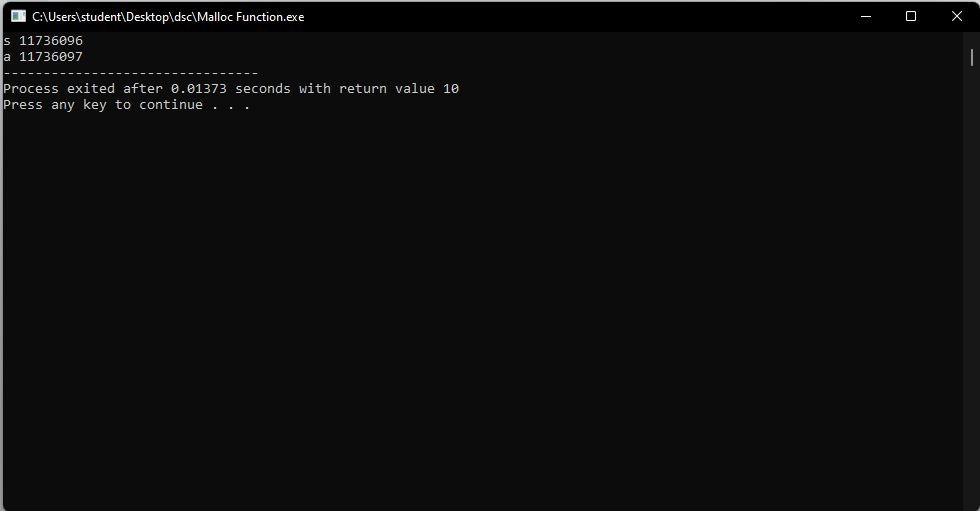 C:\Users\student\Desktop\dsc\Malloc Function.exe
s 11736096
a 11736097
--------------------------------
Process exited after 0.01373 seconds with return value 10
Press any key to continue . . .